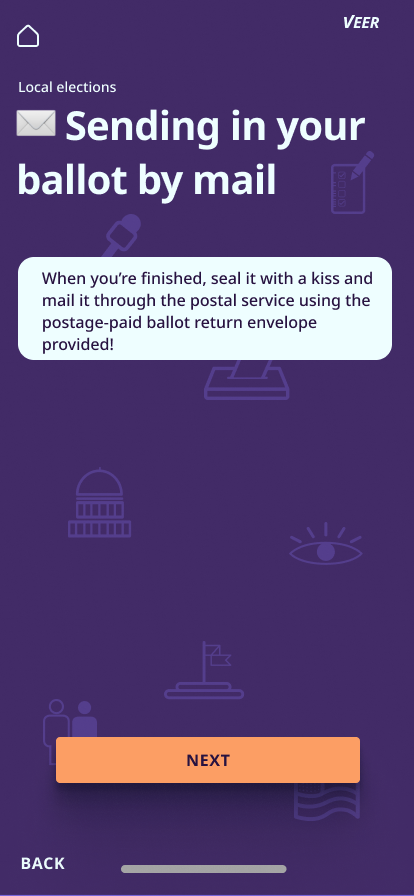 VEER
Local elections
Sending in your
ballot by mail
When you’re finished, seal it with a kiss and
mail it through the postal service using the
postage-paid ballot return envelope
provided!
NEXT
BACK